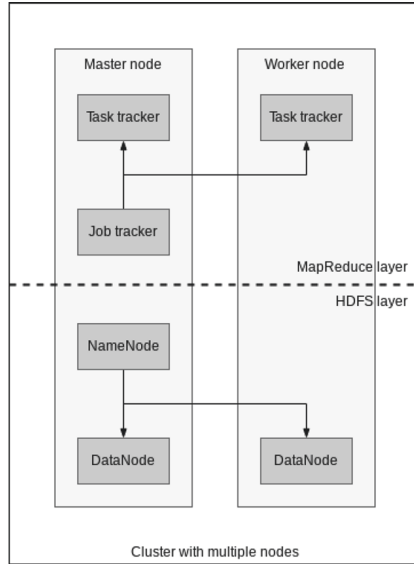 Master node
Worker node
Task tracker
Task tracker
Job tracker
MapReduce layer
HDFS layer
NameNode
DataNode
DataNode
Cluster with multiple nodes